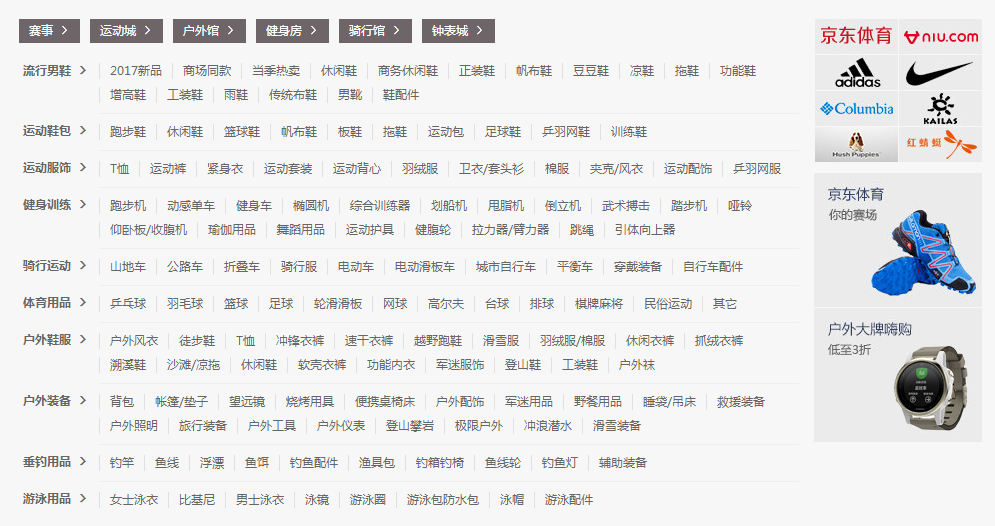 赛事 > 运动城 > 户外馆 > 健身房 > 骑行馆 > 钟表城 >
流行男鞋 > 2017新品 商场同款 当季热卖 休闲鞋 商务休闲鞋 正装鞋 帆布鞋 豆豆鞋 凉鞋 拖鞋 功能鞋
增高鞋 工装鞋 雨鞋 传统布鞋 男靴 鞋配件
运动鞋包 > 跑步鞋 休闲鞋 篮球鞋 帆布鞋 板鞋 拖鞋 运动包 足球鞋 乒羽网鞋 训练鞋
运动服饰 > T恤 运动裤 紧身衣 运动套装 运动背心 羽绒服 卫衣/套头衫 棉服 夹克/风衣 运动配饰 乒羽网服
健身训练 > 跑步机 动感单车 健身车 椭圆机 综合训练器 划船机 甩脂机 倒立机 武术搏击 踏步机 哑铃
仰卧板/收腹机 瑜伽用品 舞蹈用品 运动护具 健腹轮 拉力器/臂力器 跳绳 引体向上器
骑行运动 > 山地车 公路车 折叠车 骑行服 电动车 电动滑板车 城市自行车 平衡车 穿戴装备 自行车配件
体育用品 > 乒乓球 羽毛球 篮球 足球 轮滑滑板 网球 高尔夫 台球 排球 棋牌麻将 民俗运动 其它
户外鞋服 > 户外风衣 徒步鞋 T恤 冲锋衣裤 速干衣裤 越野跑鞋 滑雪服 羽绒服/棉服 休闲衣裤 抓绒衣裤
溯溪鞋 沙滩/凉拖 休闲鞋 软壳衣裤 功能内衣 军迷服饰 登山鞋 工装鞋 户外袜
户外装备 > 背包 帐篷/垫子 望远镜 烧烤用具 便携桌椅床 户外配饰 军迷用品 野餐用品 睡袋/吊床 救援装备
户外照明 旅行装备 户外工具 户外仪表 登山攀岩 极限户外 冲浪潜水 滑雪装备
垂钓用品 > 钓竿 鱼线 浮漂 鱼饵 钓鱼配件 渔具包 钓箱钓椅 鱼线轮 钓鱼灯 辅助装备
游泳用品 > 女士泳衣 比基尼 男士泳衣 泳镜 游泳圈 游泳包防水包 泳帽 游泳配件
京东体育 niu.com
adidas
Columbia KAILAS
Hush Puppies 红蜻蜓
京东体育
你的赛场
户外大牌嗨购
低至3折